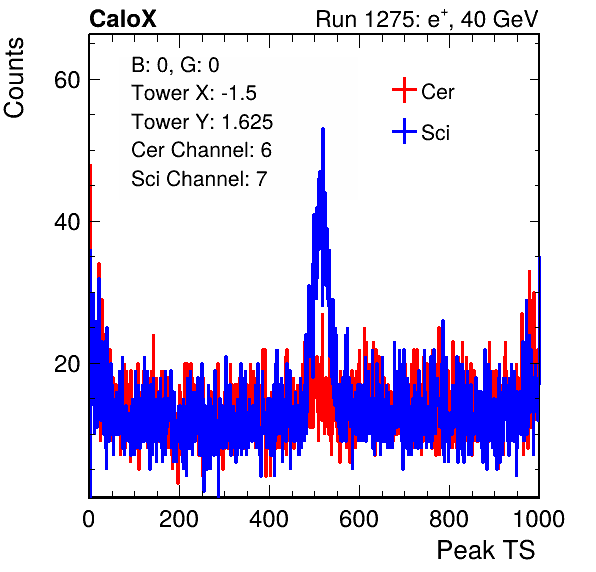 CaloX Run 1275: e⁺, 40 GeV
Counts
B: 0, G: 0
Tower X: -1.5
Tower Y: 1.625
Cer Channel: 6
Sci Channel: 7
Cer
Sci
60
40
20
0 200 400 600 800 1000
Peak TS